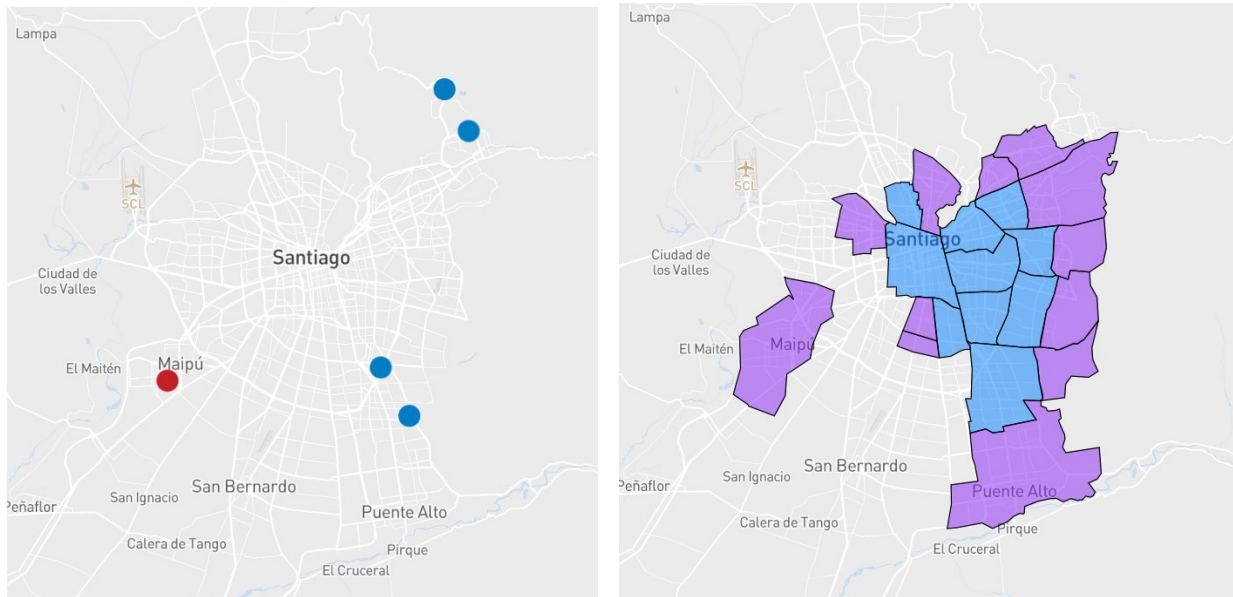 Lampa
SCL
Santiago
Ciudad de
los Valles
El Maitén
Maipú
San Bernardo
San Ignacio
Peñaflor
Puente Alto
Calera de Tango
Pirque
El Cruceral
Lampa
SCL
Santiago
Ciudad de
los Valles
El Maitén
Maipú
San Bernardo
San Ignacio
Peñaflor
Puente Alto
Calera de Tango
Pirque
El Cruceral